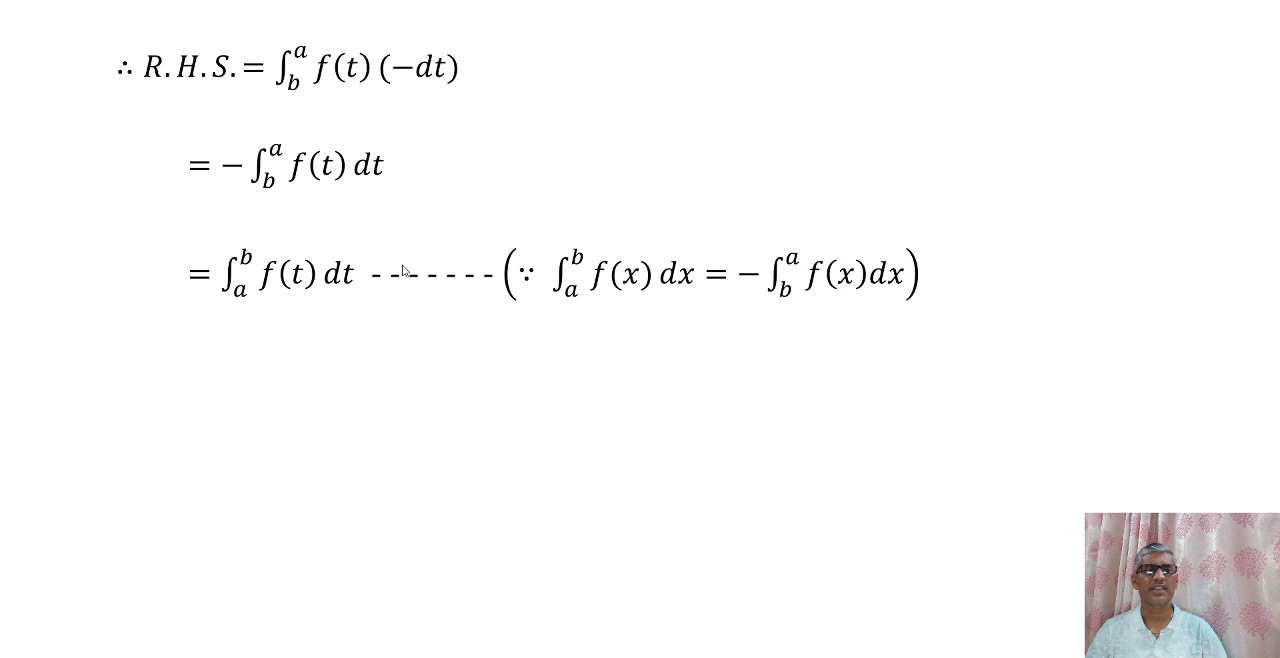 ∴ R.H.S. = ∫_b^a f(t) (−dt)
= − ∫_b^a f(t) dt
= ∫_a^b f(t) dt - - - - - - - (∵ ∫_a^b f(x) dx = − ∫_b^a f(x)dx)